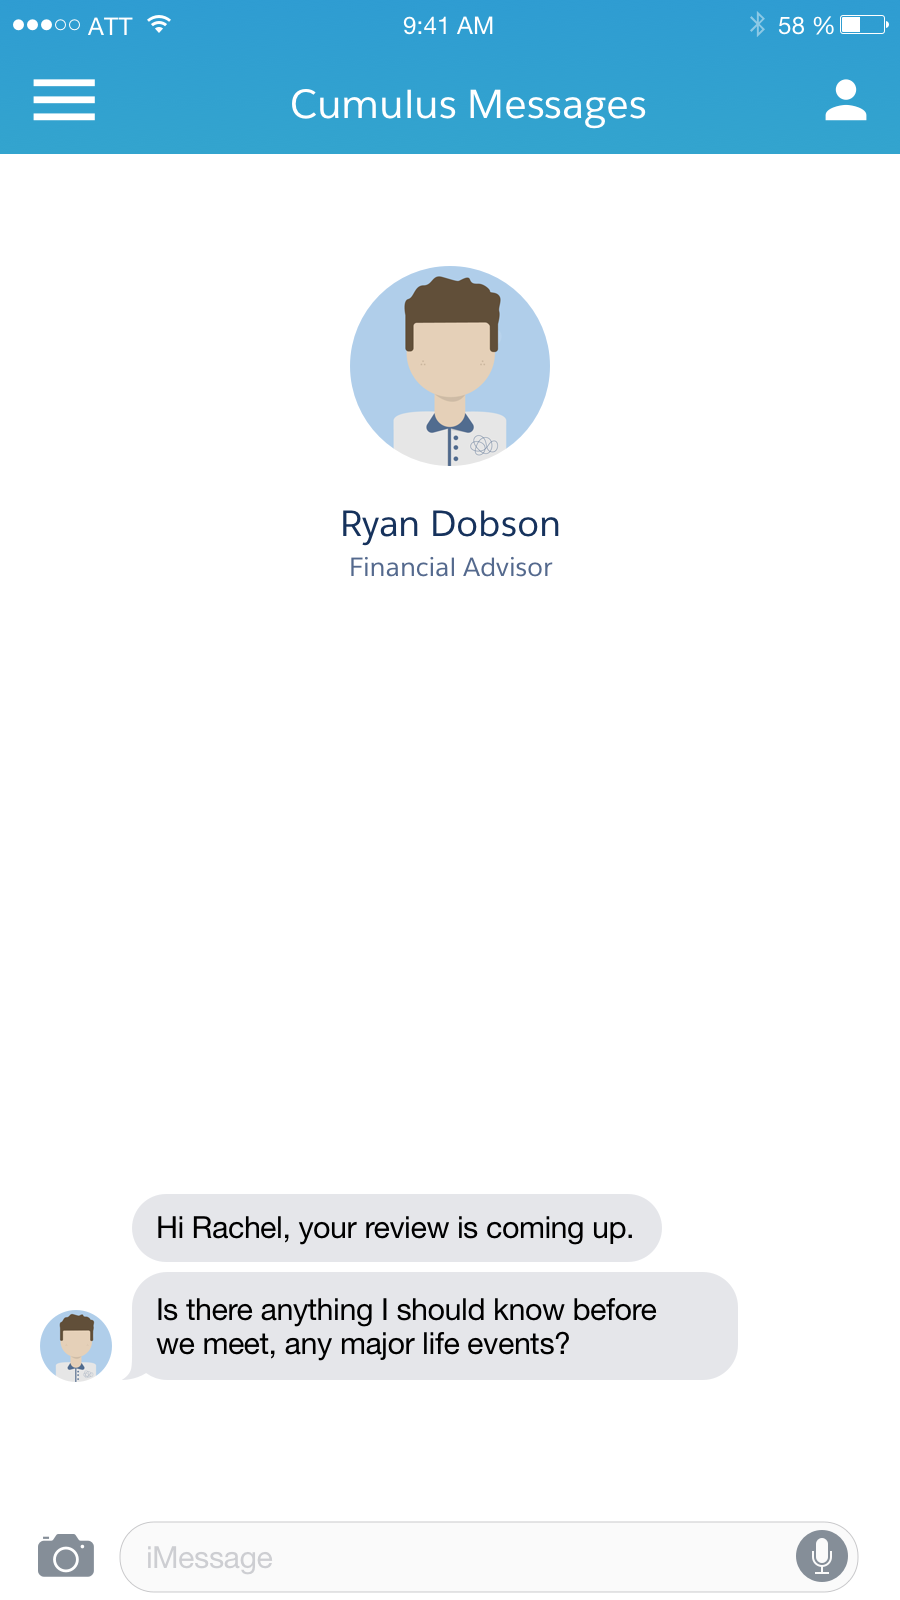 ATT 9:41 AM 58 %
Cumulus Messages
Ryan Dobson
Financial Advisor
Hi Rachel, your review is coming up.
Is there anything I should know before
we meet, any major life events?
iMessage